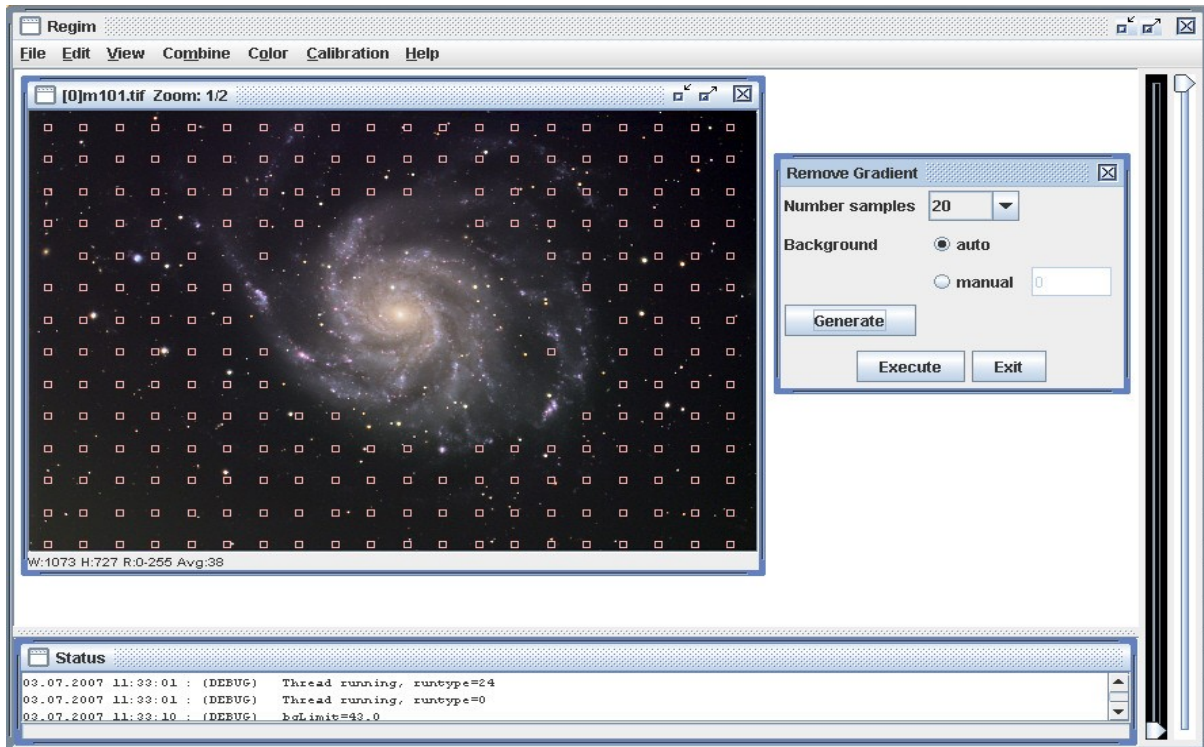 Regim
File Edit View Combine Color Calibration Help
[0]m101.tif Zoom: 1/2
W:1073 H:727 R:0-255 Avg:38
Remove Gradient
Number samples 20
Background auto
manual 0
Generate
Execute Exit
Status
03.07.2007 11:33:01 : (DEBUG) Thread running, runtype=24
03.07.2007 11:33:01 : (DEBUG) Thread running, runtype=0
03.07.2007 11:33:10 : (DEBUG) bgLimit=43.0